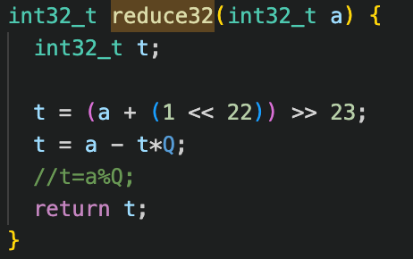 int32_t reduce32(int32_t a) {
int32_t t;
t = (a + (1 << 22)) >> 23;
t = a - t*Q;
//t=a%Q;
return t;
}